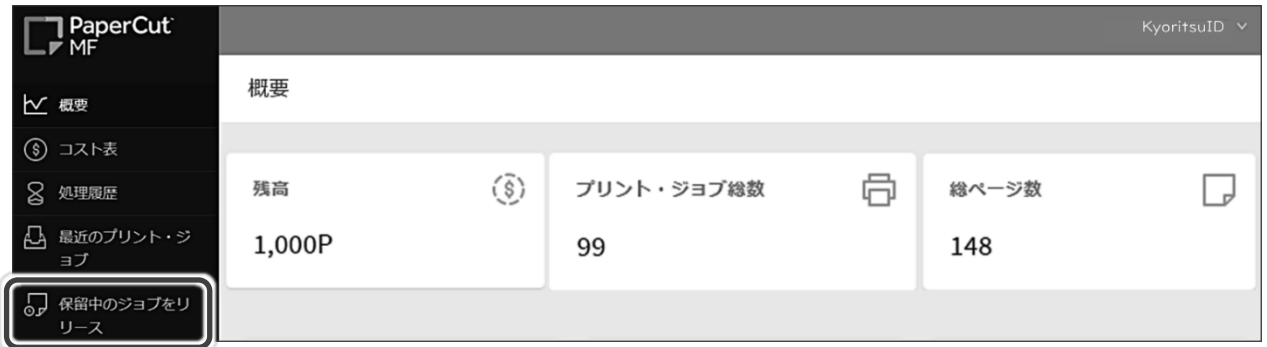 PaperCut
MF
KyoritsuID
概要
概要
コスト表
処理履歴
最近のプリント・ジ
ョブ
保留中のジョブをリ
リース
残高
1,000P
プリント・ジョブ総数
99
総ページ数
148